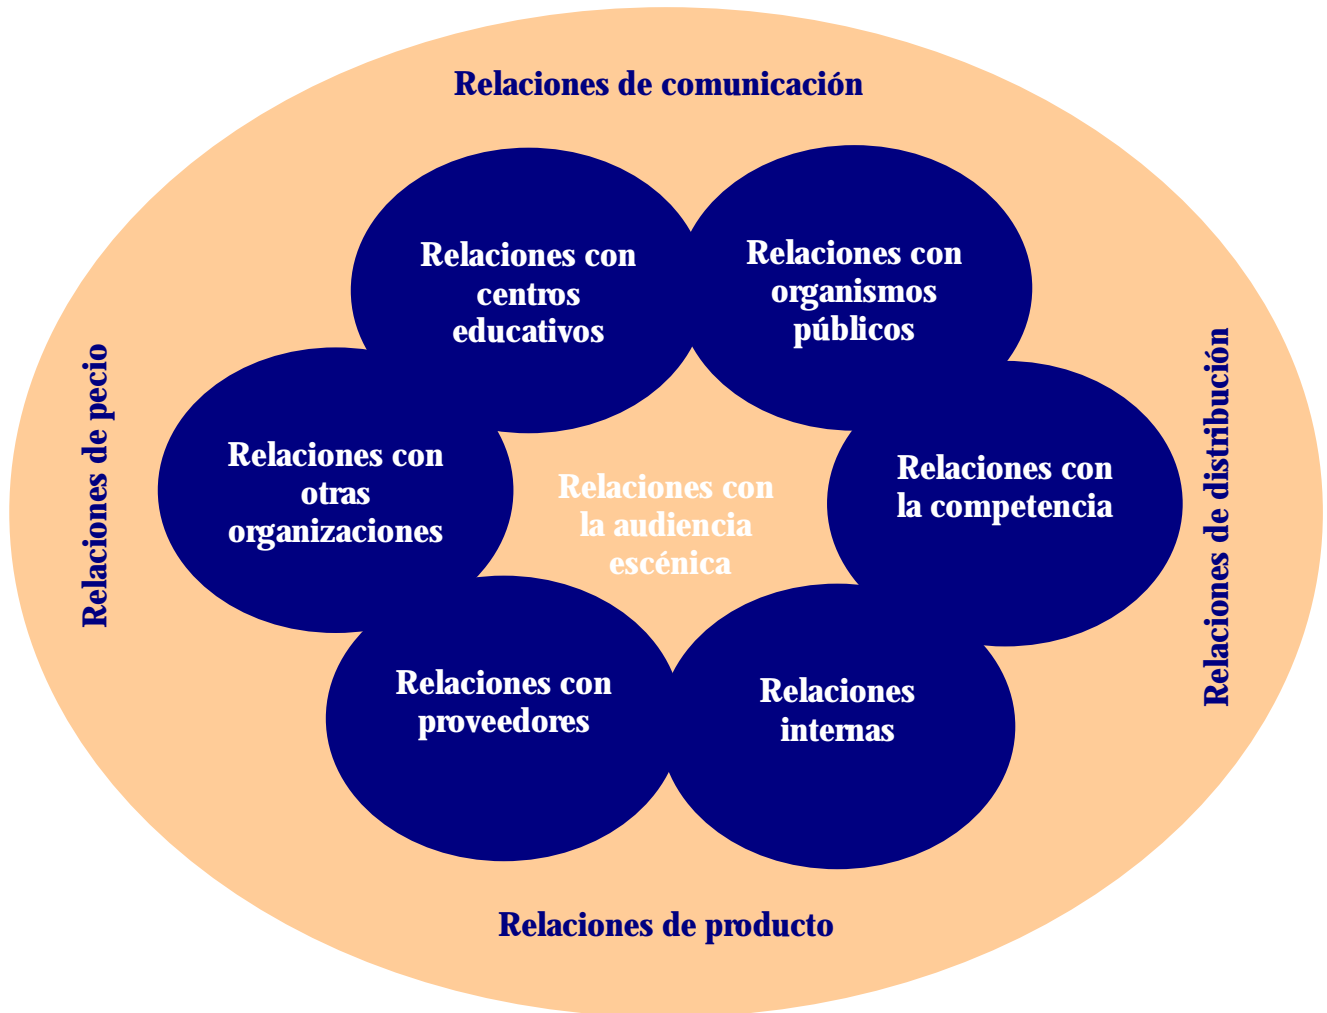 Relaciones de comunicación
Relaciones con
centros
educativos
Relaciones con
organismos
públicos
Relaciones de pecio
Relaciones con
otras
organizaciones
Relaciones con
la audiencia
escénica
Relaciones con
la competencia
Relaciones de distribución
Relaciones con
proveedores
Relaciones
internas
Relaciones de producto